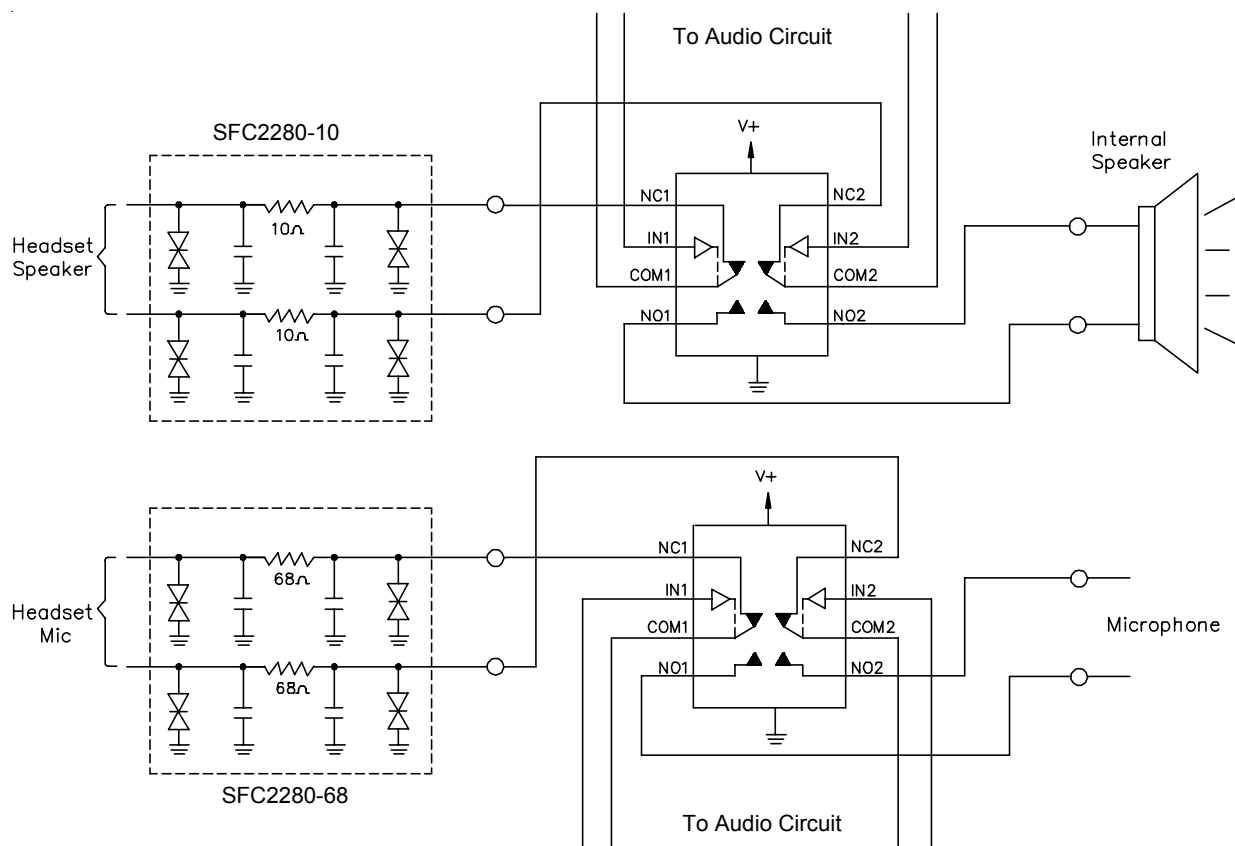 To Audio Circuit
SFC2280-10
V+
Internal
Speaker
NC1
NC2
10Ω
IN1
IN2
Headset
Speaker
COM1
COM2
NO1
NO2
10Ω
V+
NC1
NC2
68Ω
IN1
IN2
Headset
Mic
COM1
COM2
Microphone
NO1
NO2
68Ω
SFC2280-68
To Audio Circuit